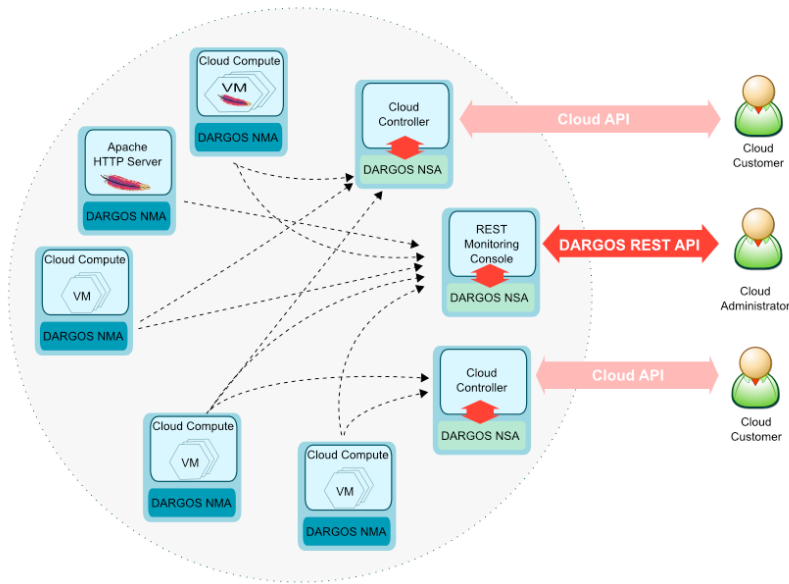 Cloud Compute
VM
DARGOS NMA
Apache
HTTP Server
DARGOS NMA
Cloud Compute
VM
DARGOS NMA
Cloud Compute
VM
DARGOS NMA
Cloud Compute
VM
DARGOS NMA
Cloud
Controller
DARGOS NSA
REST
Monitoring
Console
DARGOS NSA
Cloud
Controller
DARGOS NSA
Cloud API
Cloud
Customer
DARGOS REST API
Cloud
Administrator
Cloud API
Cloud
Customer